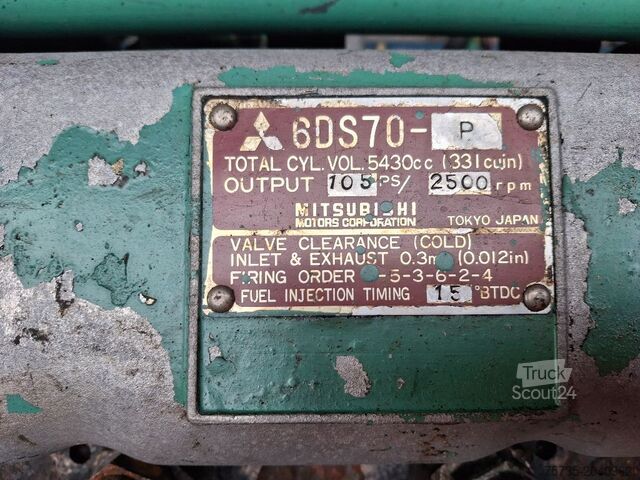 6DS70-P
TOTAL CYL. VOL. 5430cc (331cu.in)
OUTPUT 105 PS/ 2500 rpm
MITSUBISHI
MOTORS CORPORATION TOKYO JAPAN
VALVE CLEARANCE (COLD)
INLET & EXHAUST 0.3m (0.012in)
FIRING ORDER -5-3-6-2-4
FUEL INJECTION TIMING 15 °BTDC
Truck
Scout24